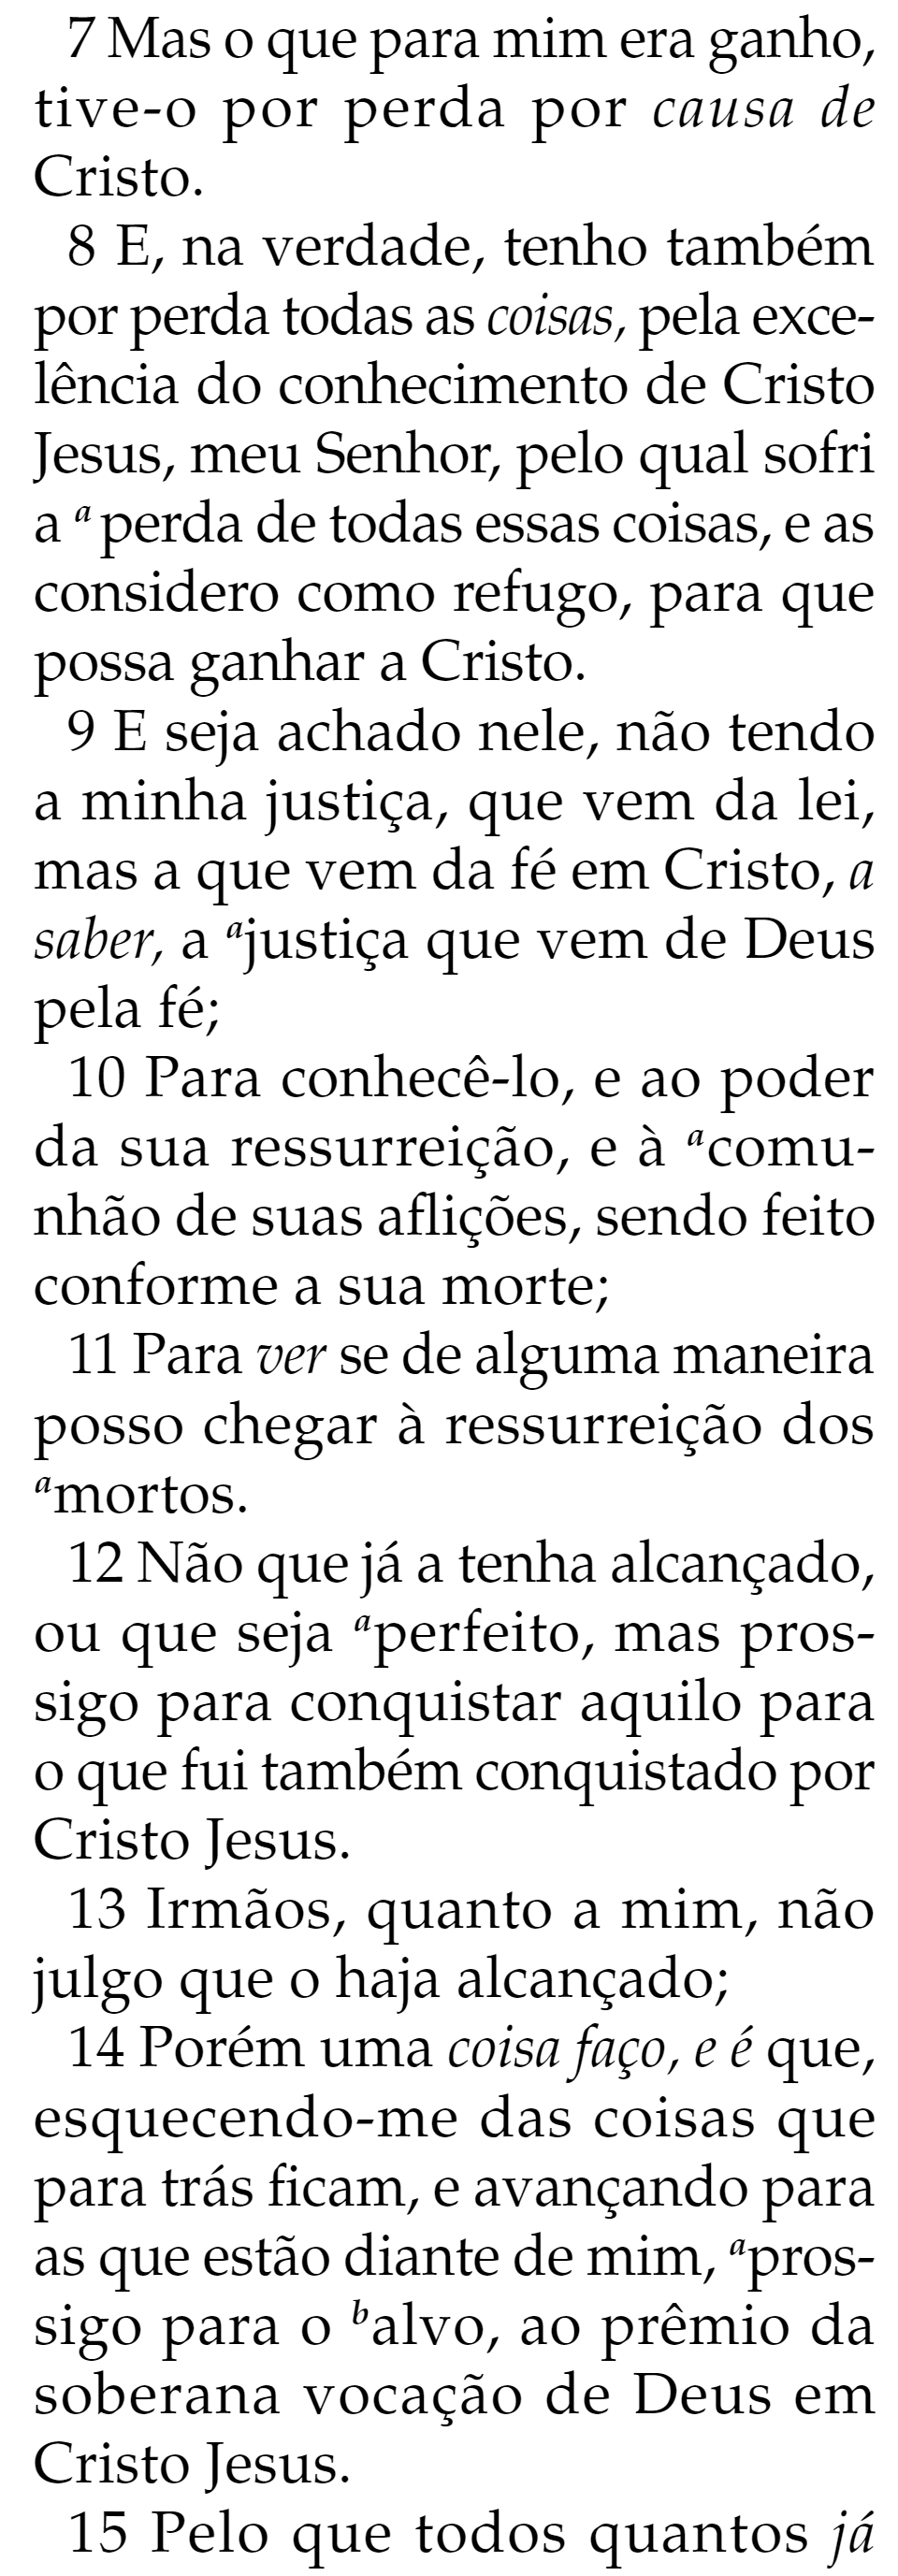 7 Mas o que para mim era ganho,
tive-o por perda por causa de
Cristo.
8 E, na verdade, tenho também
por perda todas as coisas, pela exce-
lência do conhecimento de Cristo
Jesus, meu Senhor, pelo qual sofri
a a perda de todas essas coisas, e as
considero como refugo, para que
possa ganhar a Cristo.
9 E seja achado nele, não tendo
a minha justiça, que vem da lei,
mas a que vem da fé em Cristo, a
saber, a ajustiça que vem de Deus
pela fé;
10 Para conhecê-lo, e ao poder
da sua ressurreição, e à acomu-
nhão de suas aflições, sendo feito
conforme a sua morte;
11 Para ver se de alguma maneira
posso chegar à ressurreição dos
amortos.
12 Não que já a tenha alcançado,
ou que seja aperfeito, mas pros-
sigo para conquistar aquilo para
o que fui também conquistado por
Cristo Jesus.
13 Irmãos, quanto a mim, não
julgo que o haja alcançado;
14 Porém uma coisa faço, e é que,
esquecendo-me das coisas que
para trás ficam, e avançando para
as que estão diante de mim, apros-
sigo para o balvo, ao prêmio da
soberana vocação de Deus em
Cristo Jesus.
15 Pelo que todos quantos já